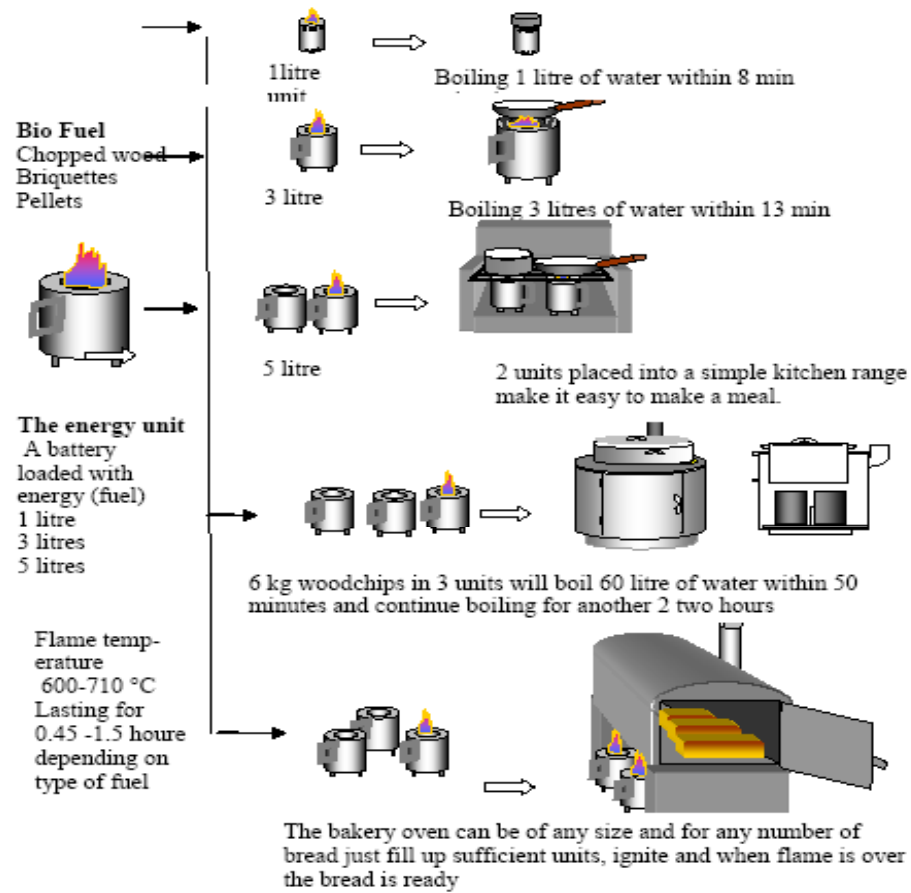 1litre
unit
Boiling 1 litre of water within 8 min
Bio Fuel
Chopped wood
Briquettes
Pellets
3 litre
Boiling 3 litres of water within 13 min
5 litre
2 units placed into a simple kitchen range
make it easy to make a meal.
The energy unit
A battery
loaded with
energy (fuel)
1 litre
3 litres
5 litres
6 kg woodchips in 3 units will boil 60 litre of water within 50
minutes and continue boiling for another 2 two hours
Flame temp-
erature
600-710 °C
Lasting for
0.45 -1.5 houre
depending on
type of fuel
The bakery oven can be of any size and for any number of
bread just fill up sufficient units, ignite and when flame is over
the bread is ready